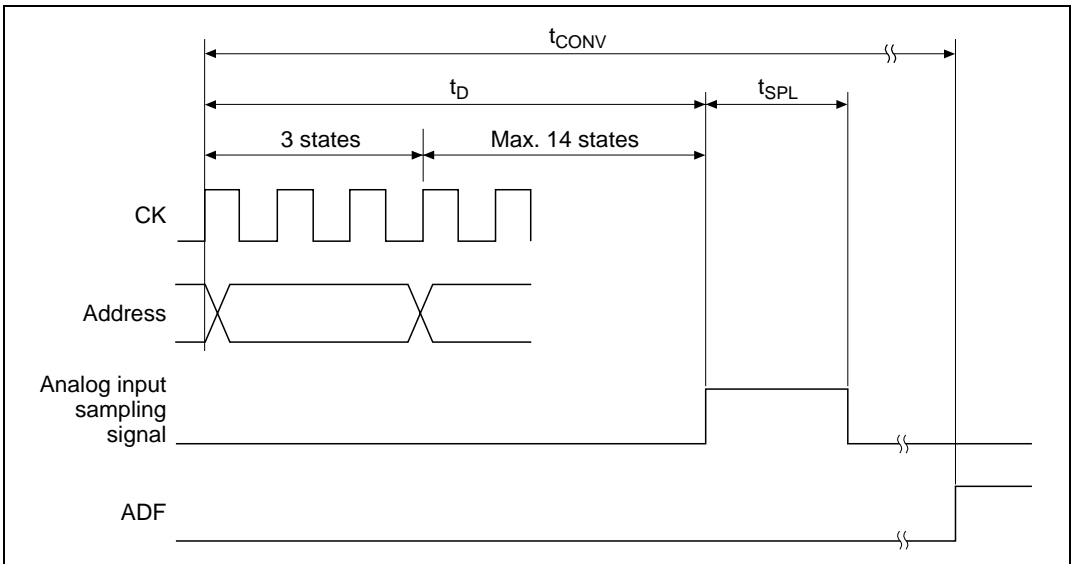 tCONV
tD
tSPL
3 states
Max. 14 states
CK
Address
Analog input
sampling
signal
ADF